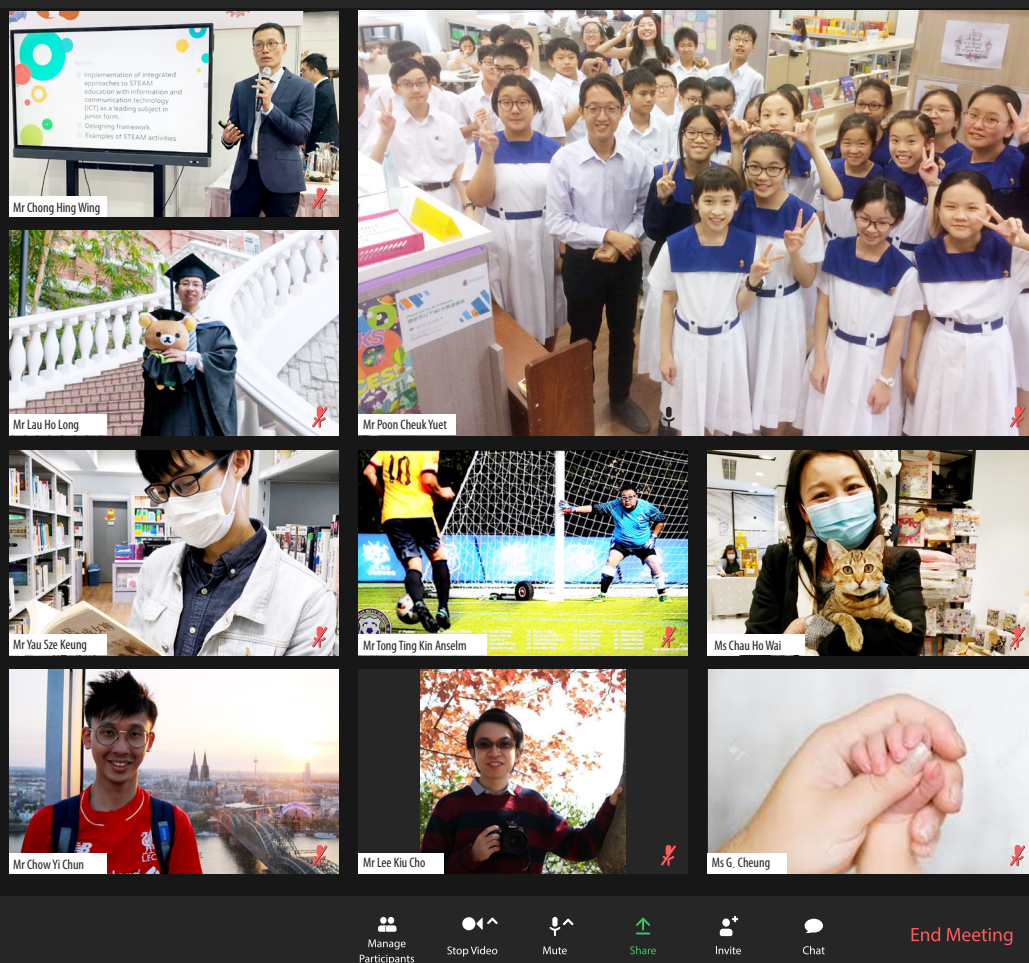 Agenda
Implementation of integrated
approaches to STEAM
education with information and
communication technology
(ICT) as a leading subject in
junior form.
Designing framework
Examples of STEAM activities
Mr Chong Hing Wing
Mr Lau Ho Long
Mr Poon Cheuk Yuet
10
Mr Yau Sze Keung
Mr Tong Ting Kin Anselm
Ms Chau Ho Wai
LFC
Mr Chow Yi Chun
Mr Lee Kiu Cho
Ms G. Cheung
Manage
Participants
Stop Video
Mute
Share
Invite
Chat
End Meeting